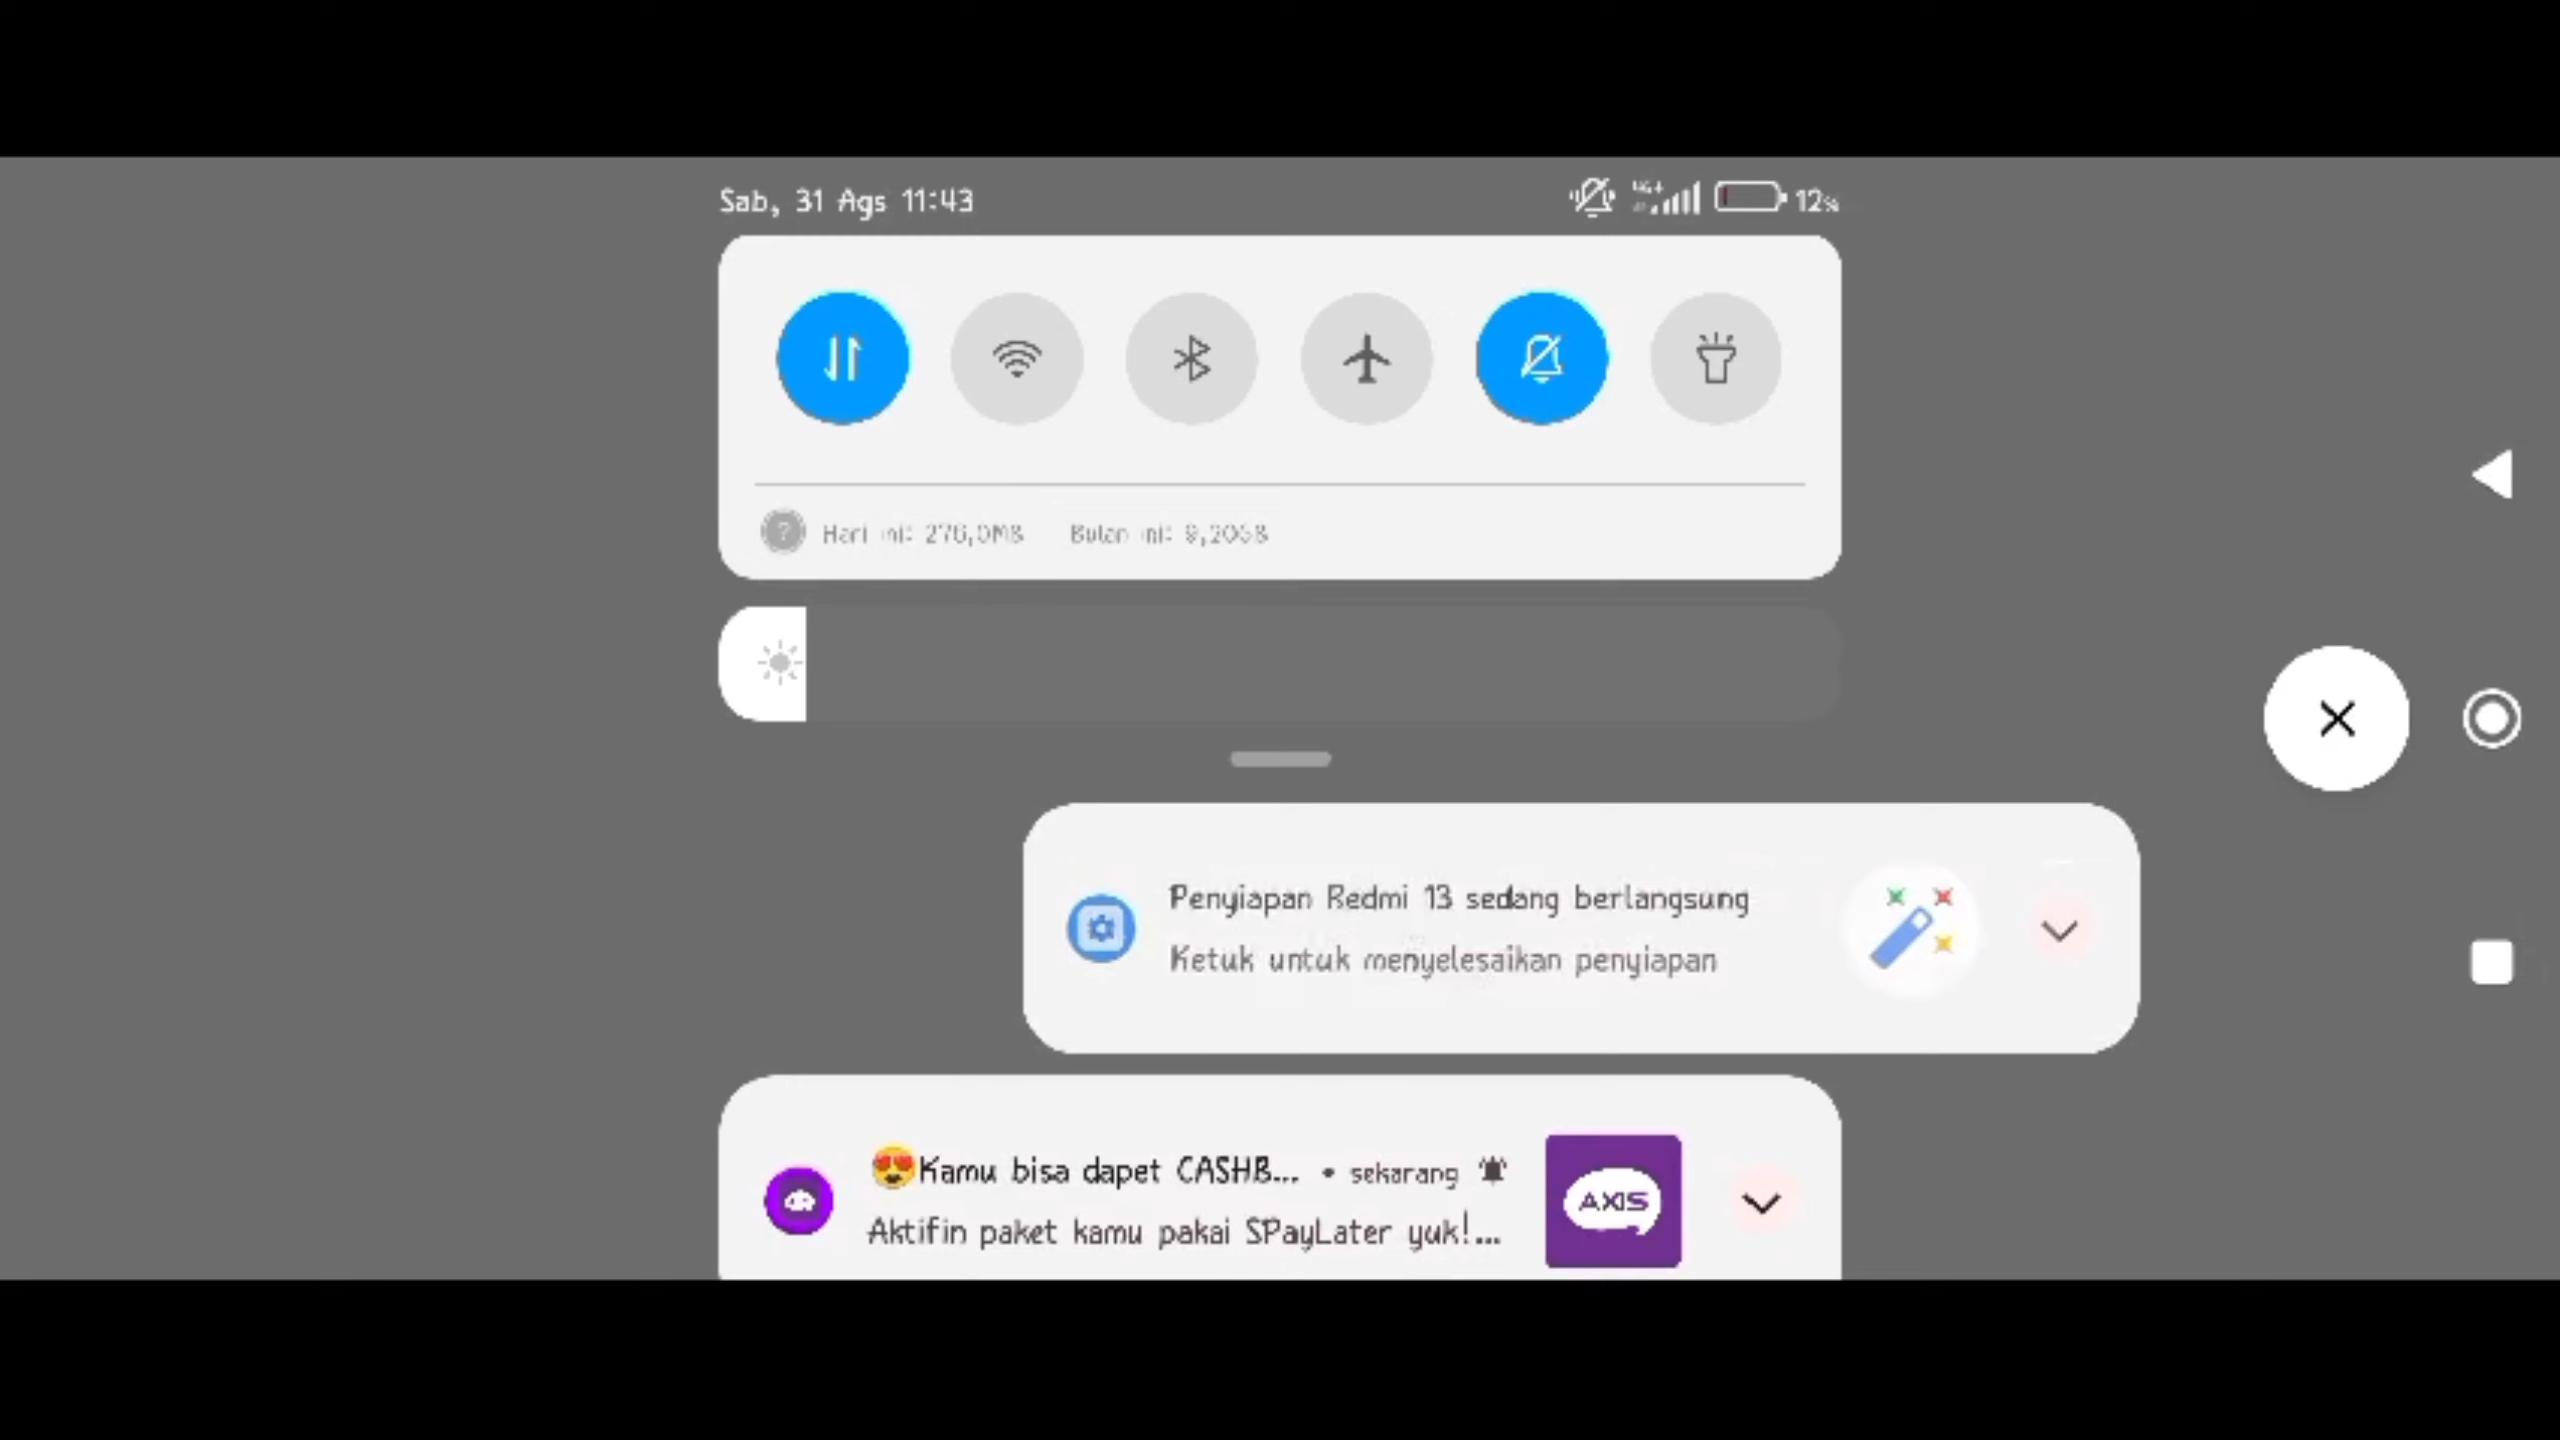 Sab, 31 Ags 11:43
12%
Hari ini: 276,0MB Bulan ini: 9,20GB
Penyiapan Redmi 13 sedang berlangsung
Ketuk untuk menyelesaikan penyiapan
😍Kamu bisa dapet CASHB... • sekarang
Aktifin paket kamu pakai SPayLater yuk!...
AXIS